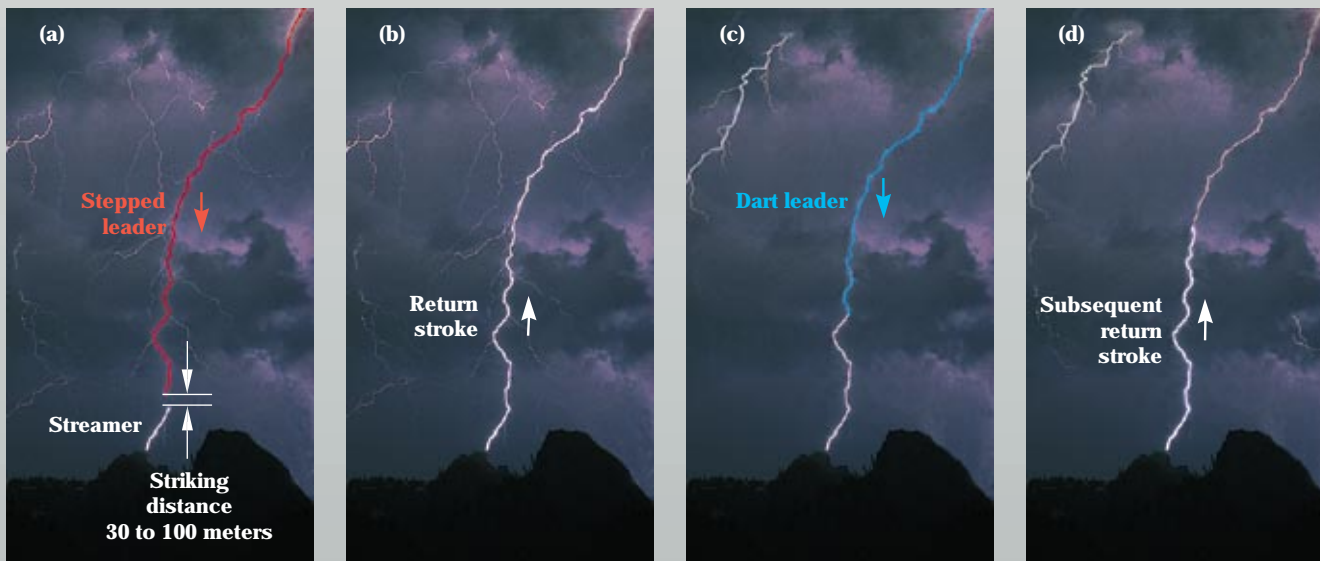 (a)
Stepped
leader
Streamer
Striking
distance
30 to 100 meters
(b)
Return
stroke
(c)
Dart leader
(d)
Subsequent
return
stroke